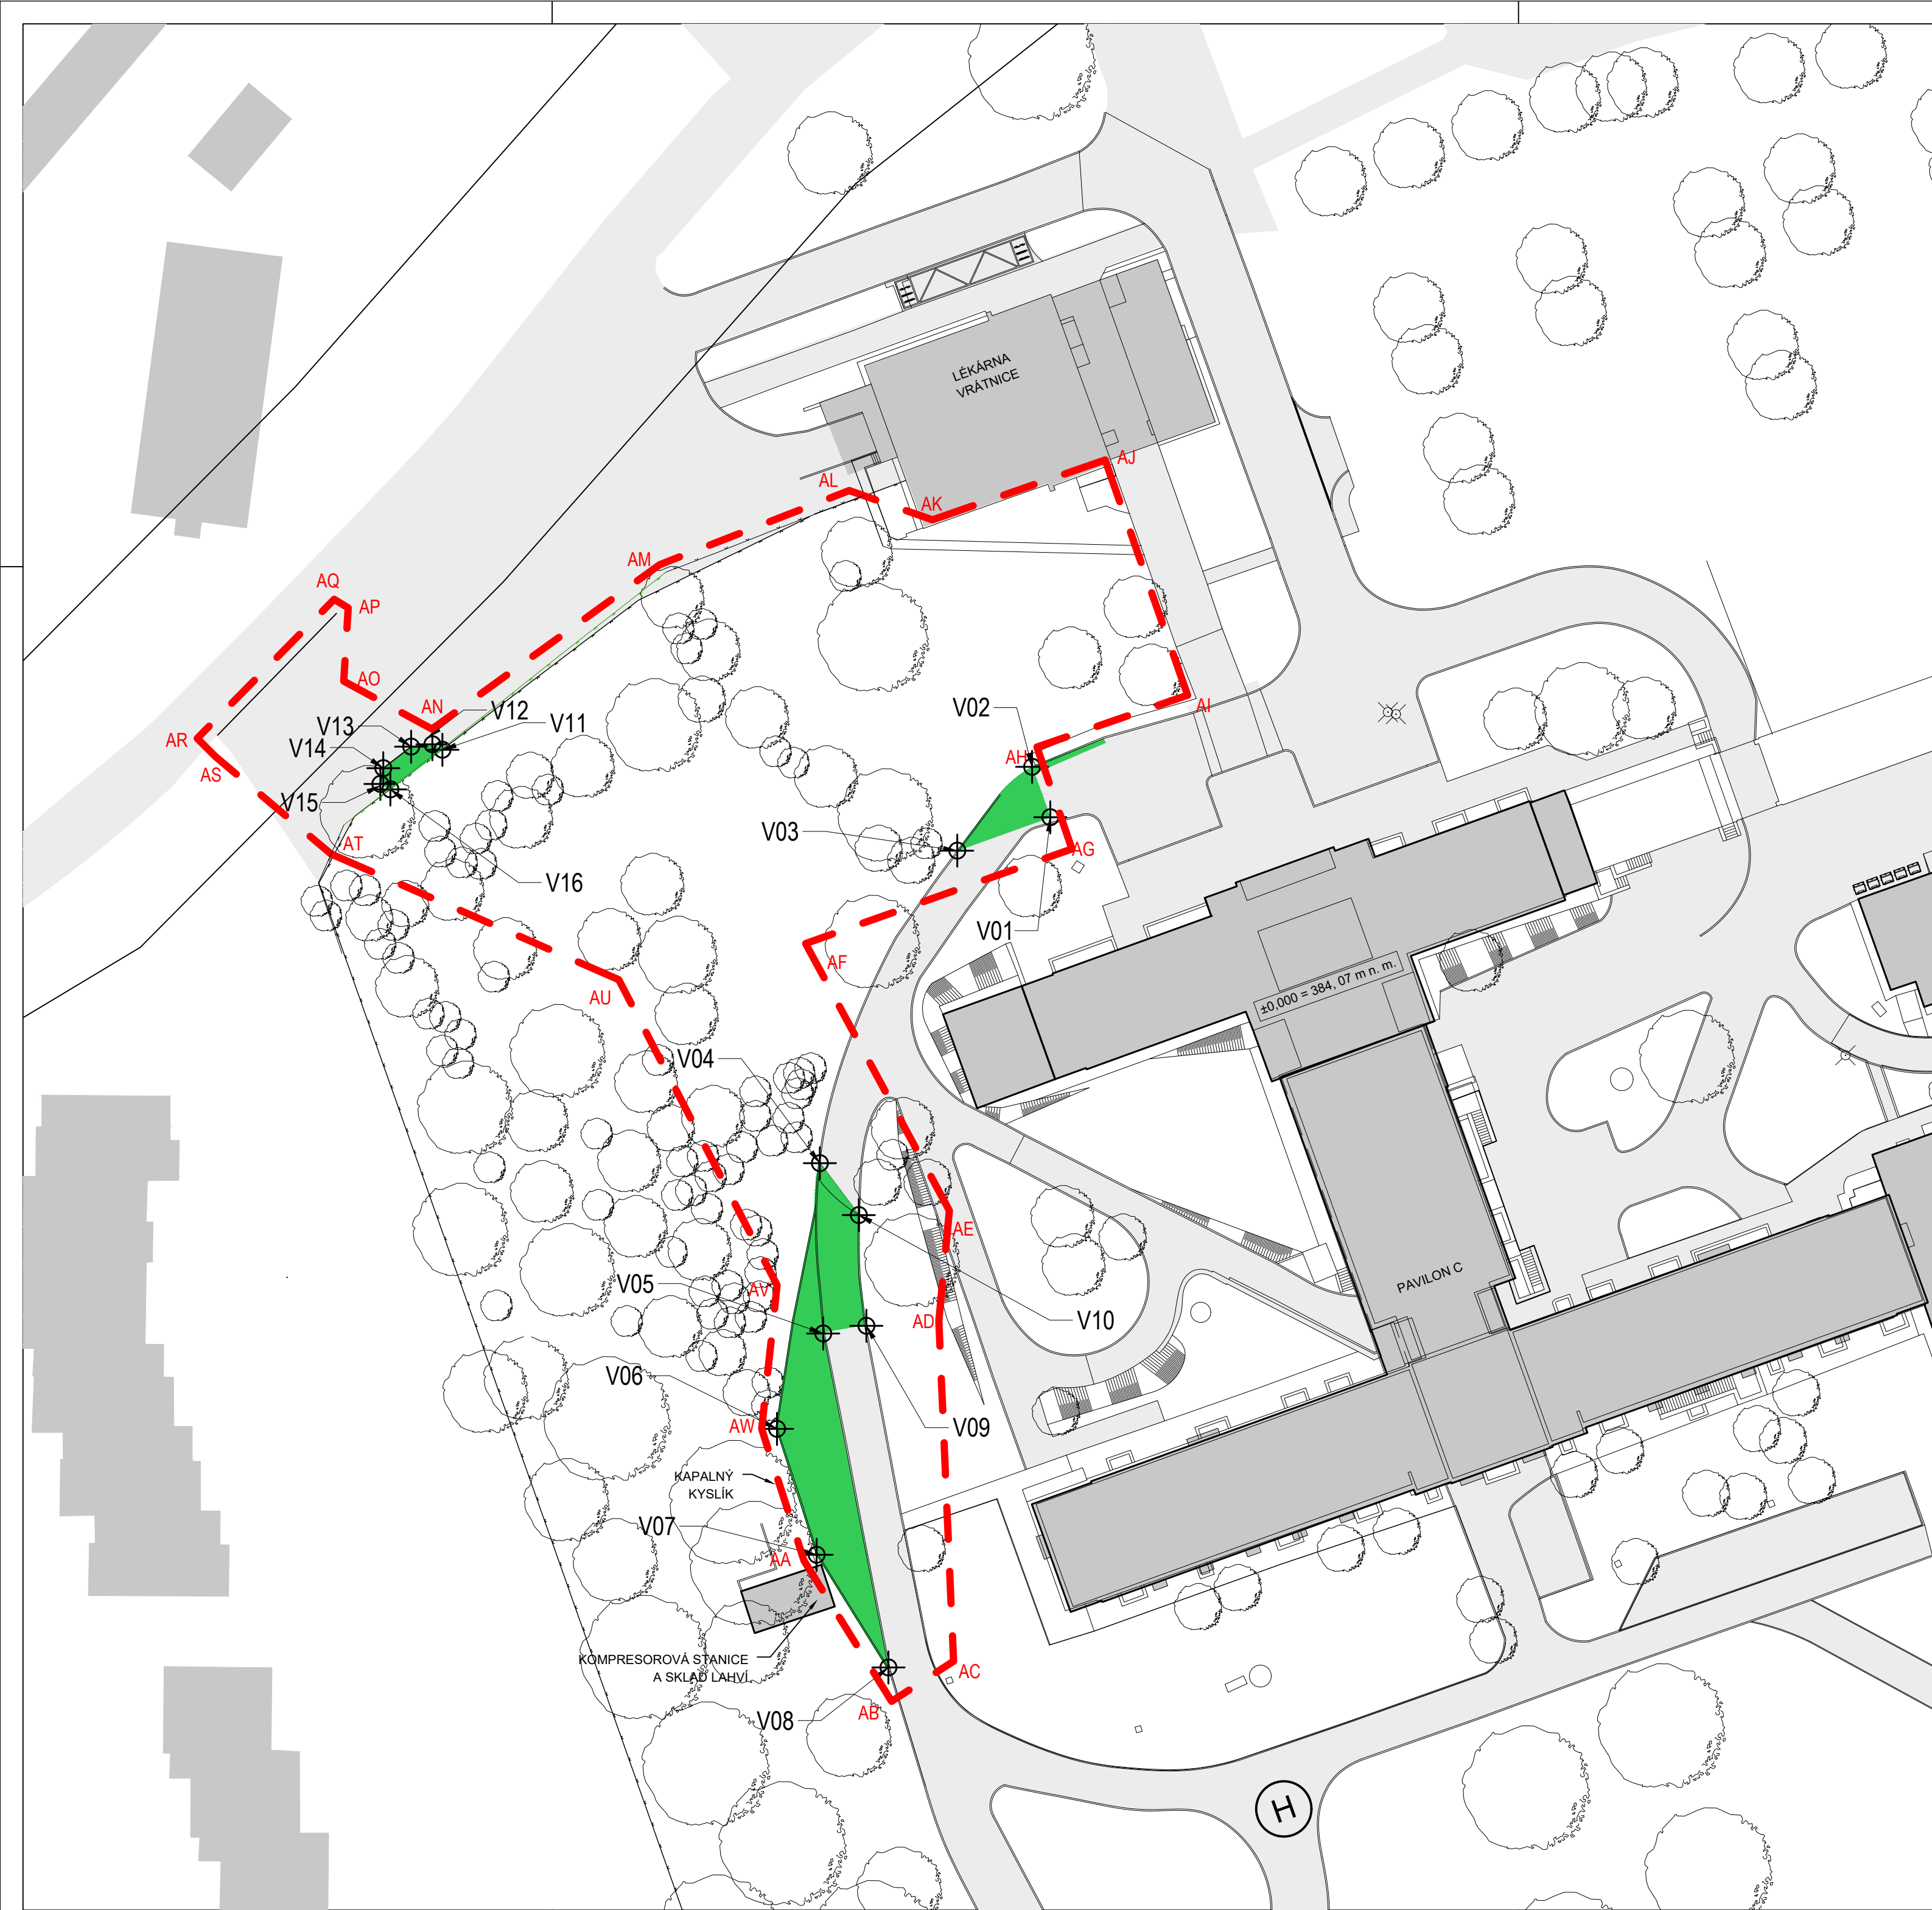 LÉKÁRNA
VRÁTNICE
AJ
AL
AK
AM
AQ
AP
AO
AN
V12
V13
V11
V02
AI
AR
V14
AS
AH
V15
V03
AT
AG
V16
V01
AF
±0,000 = 384, 07 m n. m.
AU
V04
AE
V05
AV
PAVILON C
AD
V10
V06
AW
V09
KAPALNÝ
KYSLÍK
V07
AA
KOMPRESOROVÁ STANICE
A SKLAD LAHVÍ
AC
AB
V08
H